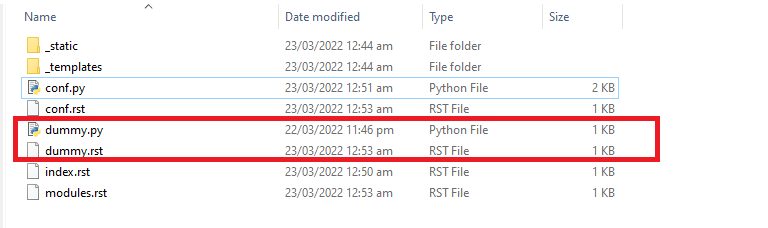 Name Date modified Type Size
_static 23/03/2022 12:44 am File folder
_templates 23/03/2022 12:44 am File folder
conf.py 23/03/2022 12:51 am Python File 2 KB
conf.rst 23/03/2022 12:53 am RST File 1 KB
dummy.py 22/03/2022 11:46 pm Python File 1 KB
dummy.rst 23/03/2022 12:53 am RST File 1 KB
index.rst 23/03/2022 12:50 am RST File 1 KB
modules.rst 23/03/2022 12:53 am RST File 1 KB